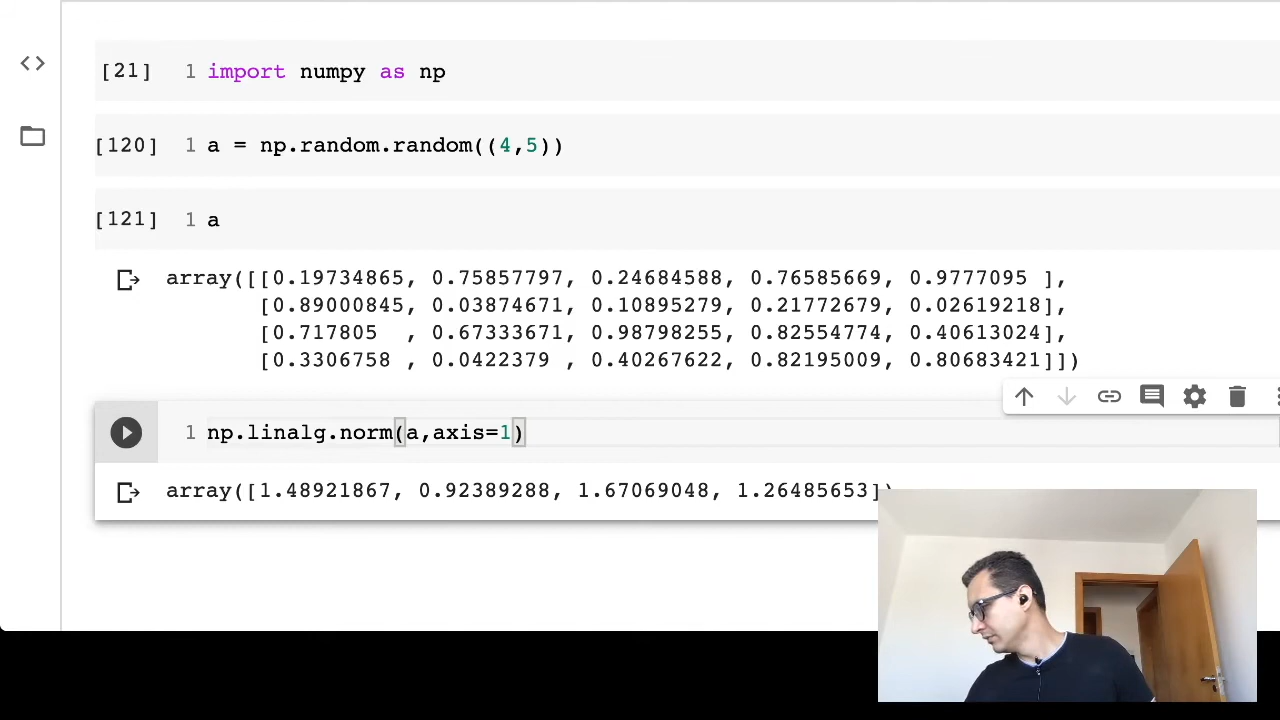 [21] 1 import numpy as np
[120] 1 a = np.random.random((4,5))
[121] 1 a
array([[0.19734865, 0.75857797, 0.24684588, 0.76585669, 0.9777095 ],
[0.89000845, 0.03874671, 0.10895279, 0.21772679, 0.02619218],
[0.717805  , 0.67333671, 0.98798255, 0.82554774, 0.40613024],
[0.3306758 , 0.0422379 , 0.40267622, 0.82195009, 0.80683421]])
1 np.linalg.norm(a,axis=1)
array([1.48921867, 0.92389288, 1.67069048, 1.26485653])